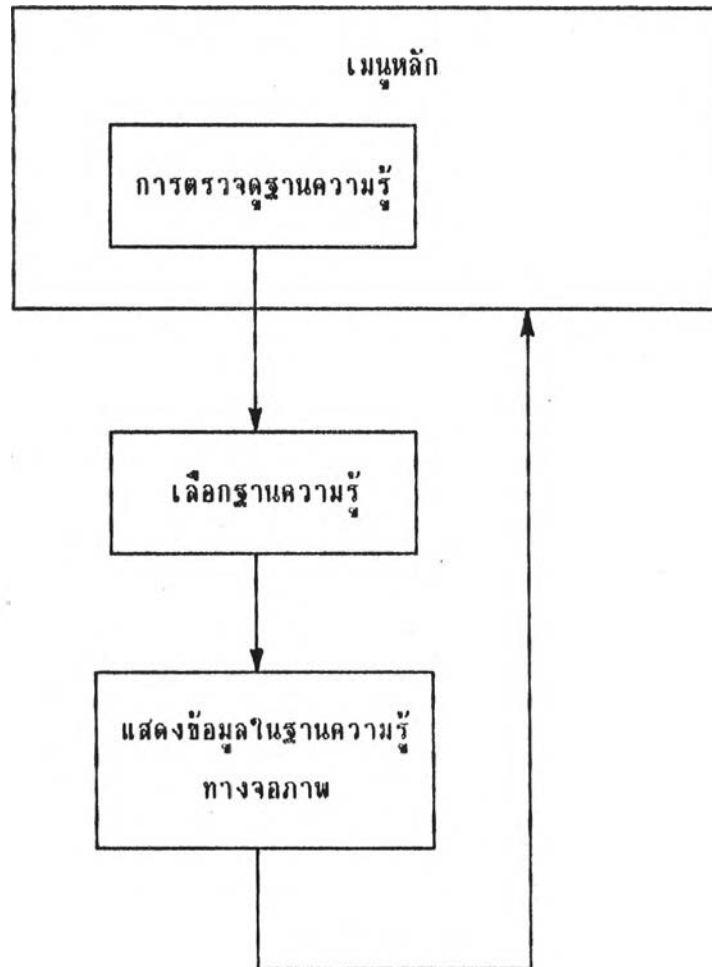 เมนูหลัก
การตรวจดูฐานความรู้
เลือกฐานความรู้
แสดงข้อมูลในฐานความรู้
ทางจอภาพ